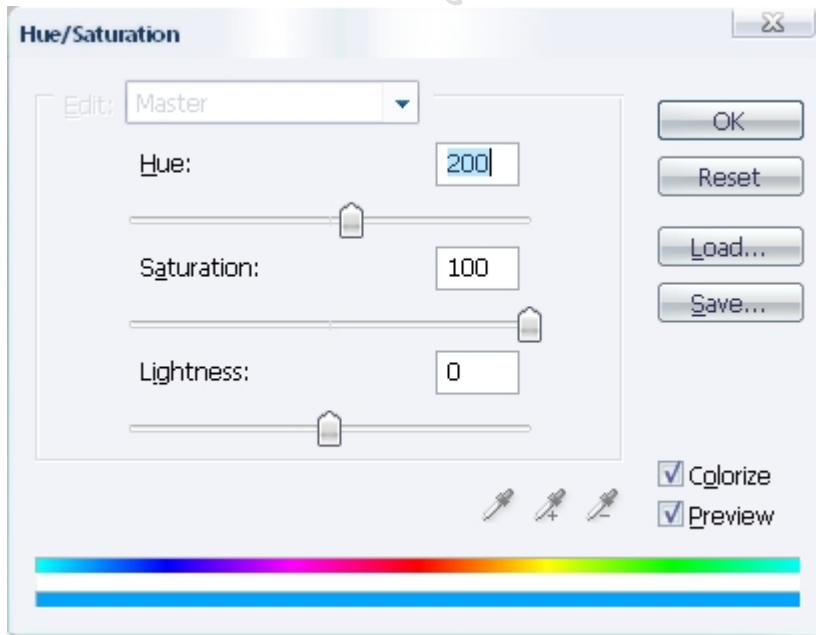 Hue/Saturation
Edit: Master
OK
Hue: 200
Reset
Load...
Saturation: 100
Save...
Lightness: 0
Colorize
Preview